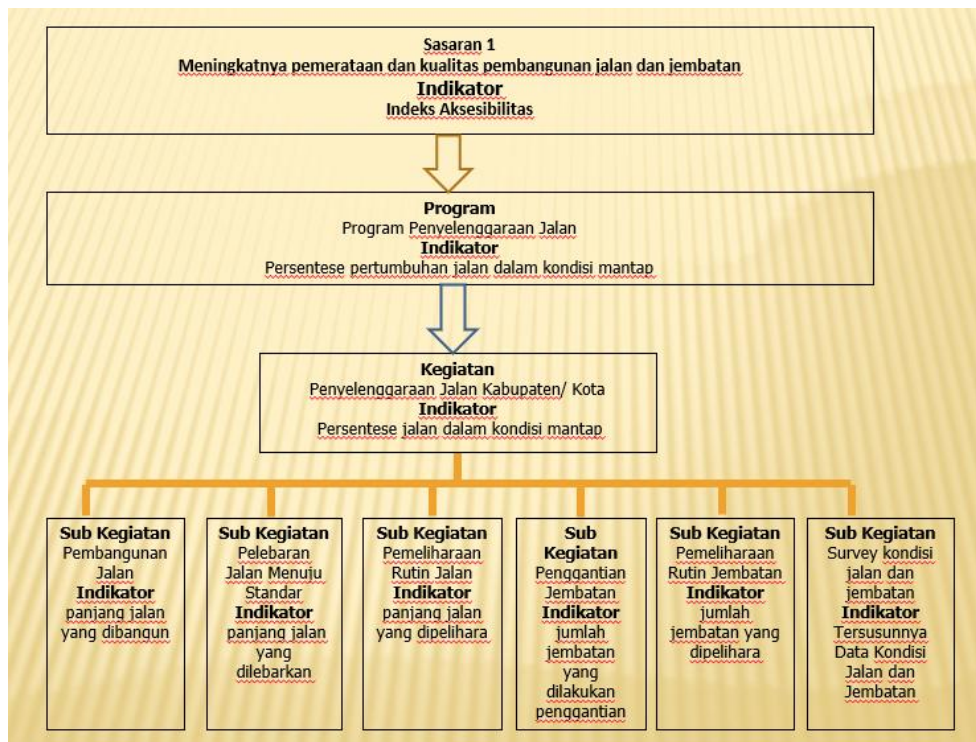 Sasaran 1
Meningkatnya pemerataan dan kualitas pembangunan jalan dan jembatan
Indikator
Indeks Aksesibilitas
Program
Program Penyelenggaraan Jalan
Indikator
Persentese pertumbuhan jalan dalam kondisi mantap
Kegiatan
Penyelenggaraan Jalan Kabupaten/ Kota
Indikator
Persentese jalan dalam kondisi mantap
Sub Kegiatan
Pembangunan
Jalan
Indikator
panjang jalan
yang dibangun
Sub Kegiatan
Pelebaran
Jalan Menuju
Standar
Indikator
panjang jalan
yang
dilebarkan
Sub Kegiatan
Pemeliharaan
Rutin Jalan
Indikator
panjang jalan
yang dipelihara
Sub
Kegiatan
Penggantian
Jembatan
Indikator
jumlah
jembatan
yang
dilakukan
penggantian
Sub Kegiatan
Pemeliharaan
Rutin Jembatan
Indikator
jumlah
jembatan yang
dipelihara
Sub Kegiatan
Survey kondisi
jalan dan
jembatan
Indikator
Tersusunnya
Data Kondisi
Jalan dan
Jembatan